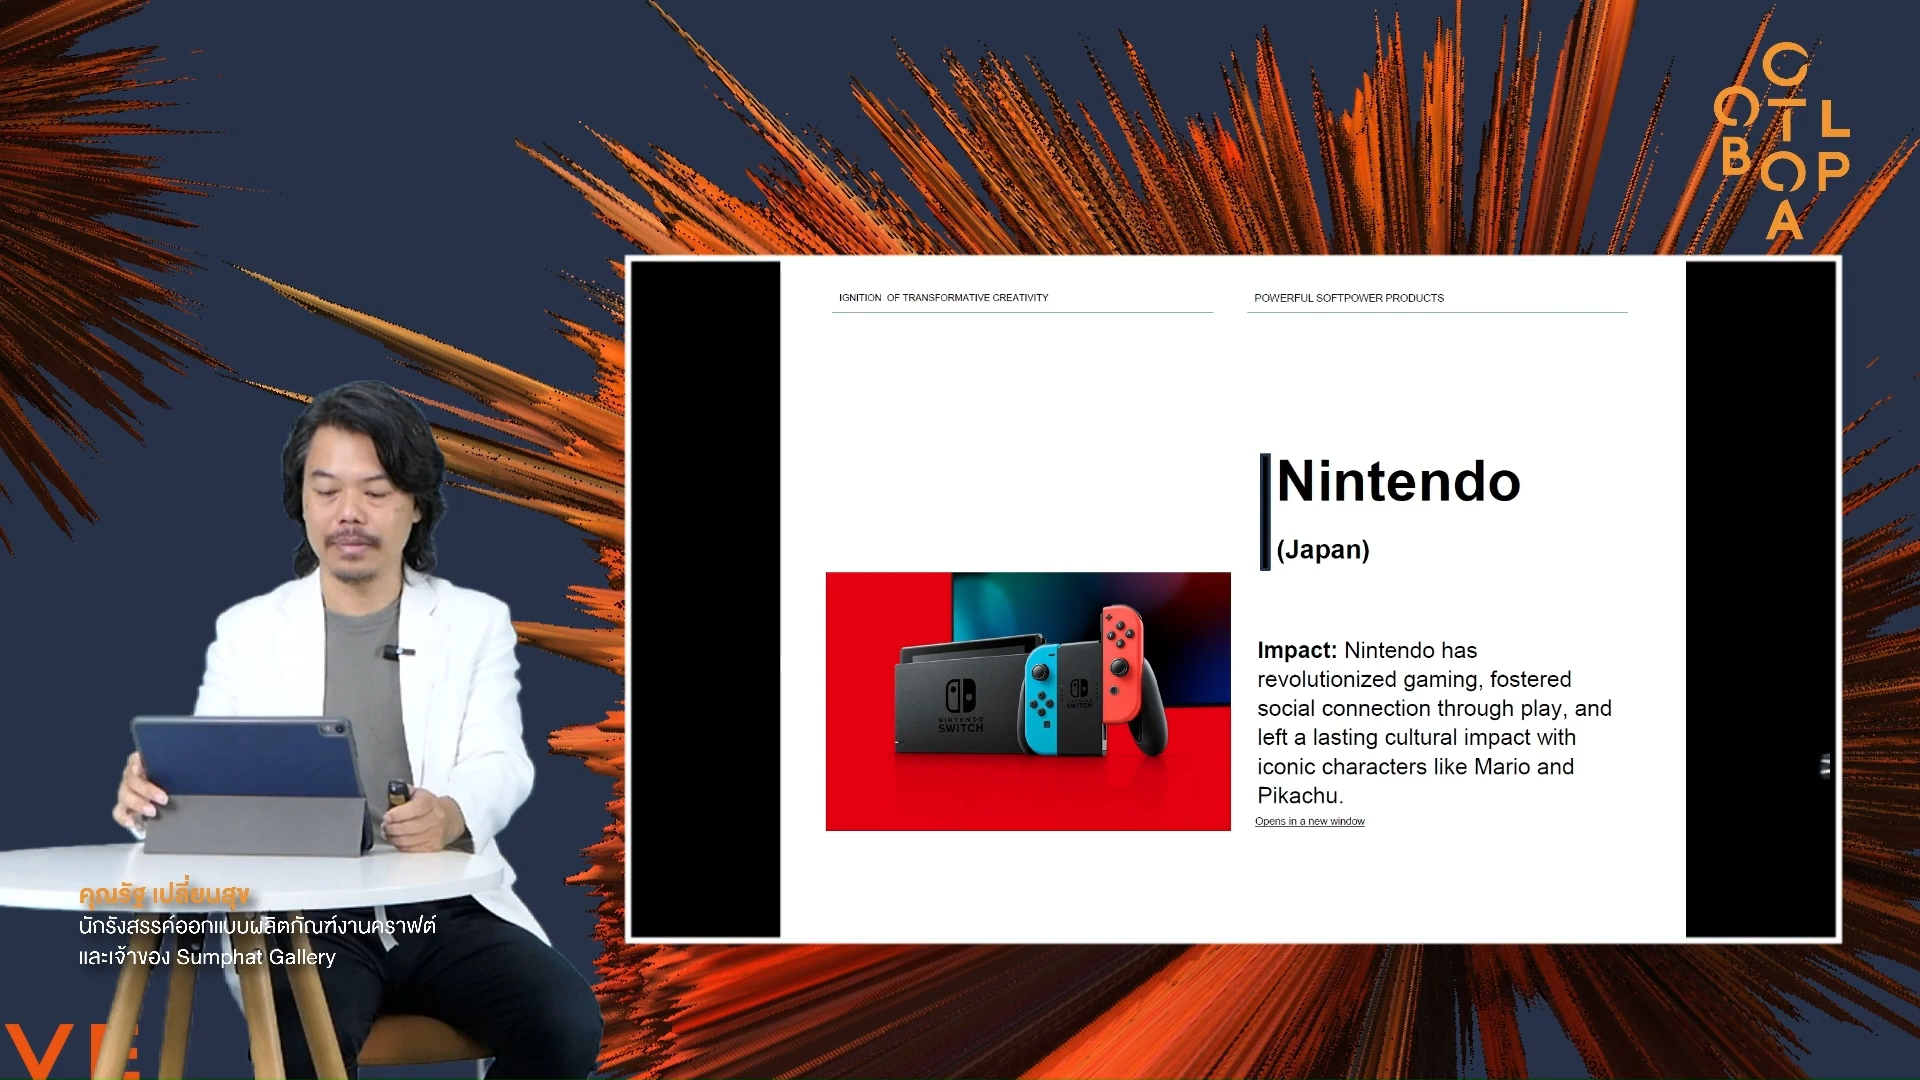 C
O T L
B O P
A
IGNITION OF TRANSFORMATIVE CREATIVITY
POWERFUL SOFTPOWER PRODUCTS
Nintendo
(Japan)
NINTENDO
SWITCH
NINTENDO
SWITCH
Impact: Nintendo has
revolutionized gaming, fostered
social connection through play, and
left a lasting cultural impact with
iconic characters like Mario and
Pikachu.
Opens in a new window
คุณรัฐ เปลี่ยนสุข
นักรังสรรค์ออกแบบผลิตภัณฑ์งานคราฟต์
และเจ้าของ Sumphat Gallery
VE